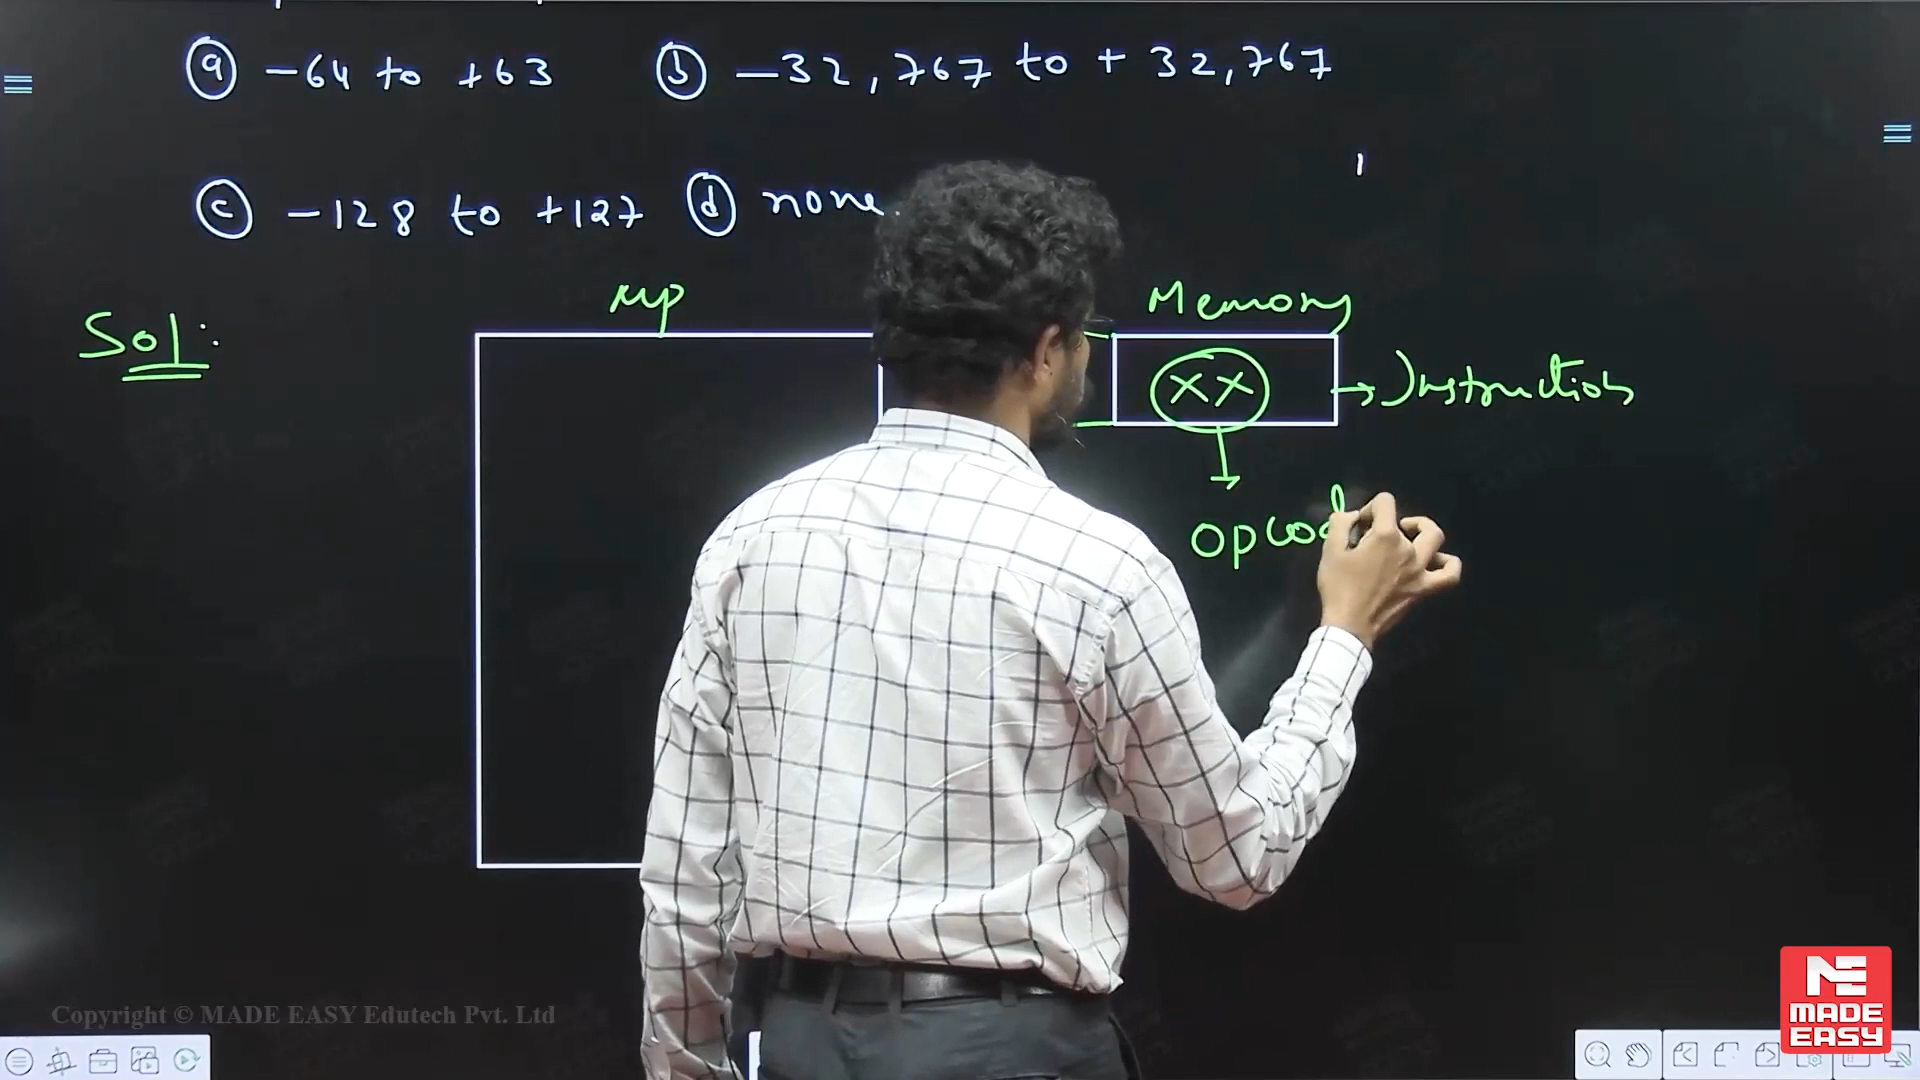 (a) -64 to +63 (b) -32,767 to + 32,767
(c) -128 to +127 (d) none.
Sol:
μp
Memory
XX
→ Instruction
opcod
Copyright © MADE EASY Edutech Pvt. Ltd
ME
MADE
EASY